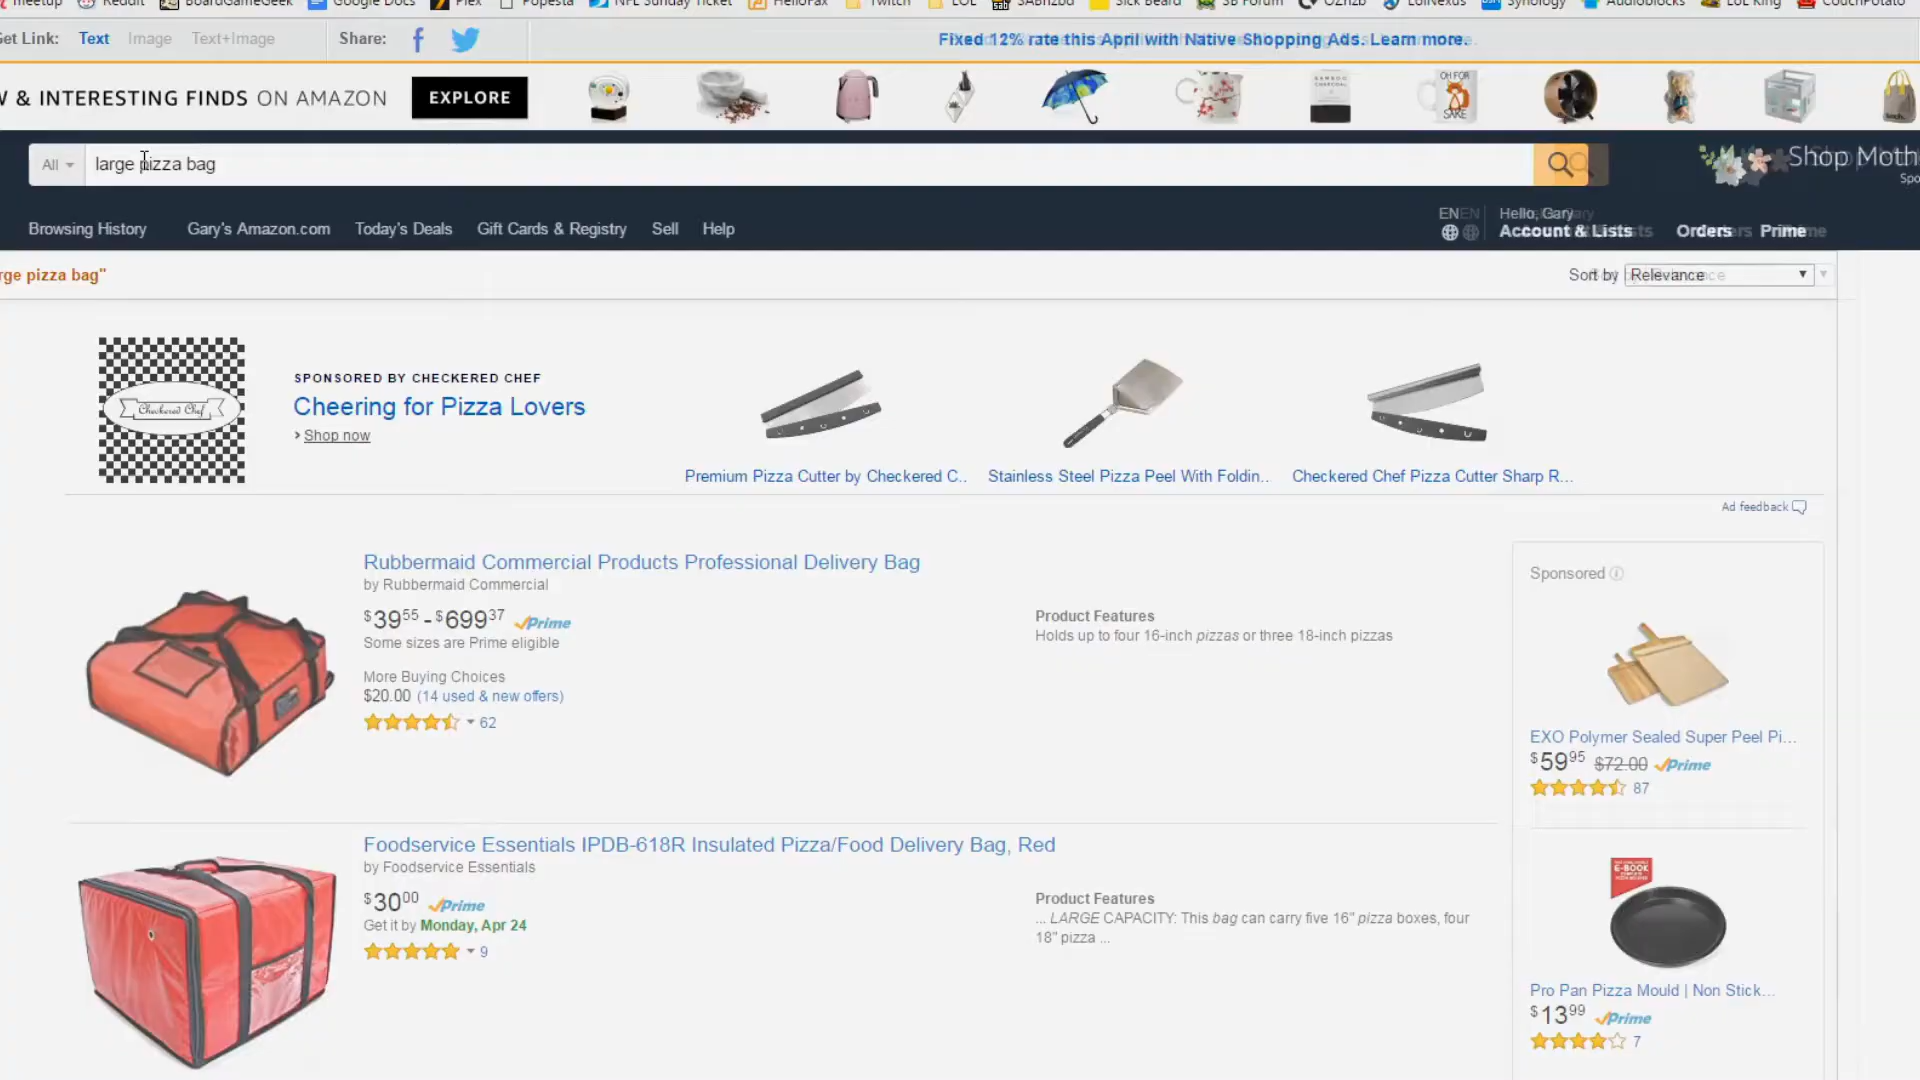 meetup Reddit BoardGameGeek Google Docs Plex Popesta NFL Sunday Ticket HelloFax Twitch LOL SABnzbd Sick Beard SB Forum OZnzb LolNexus Synology Audioblocks LoL King CouchPotato
Get Link: Text Image Text+Image Share: Fixed 12% rate this April with Native Shopping Ads. Learn more.
W & INTERESTING FINDS ON AMAZON EXPLORE
BAMBOO CHARCOAL
OH FOR SAKE
All large pizza bag
Shop Moth
Spo
Browsing History Gary's Amazon.com Today's Deals Gift Cards & Registry Sell Help
EN Hello, Gary
Account & Lists Orders Prime
rge pizza bag"
Sort by Relevance
Checkered Chef
SPONSORED BY CHECKERED CHEF
Cheering for Pizza Lovers
› Shop now
Premium Pizza Cutter by Checkered C..
Stainless Steel Pizza Peel With Foldin..
Checkered Chef Pizza Cutter Sharp R...
Ad feedback
Rubbermaid Commercial Products Professional Delivery Bag
by Rubbermaid Commercial
$39.55 - $699.37 Prime
Some sizes are Prime eligible
More Buying Choices
$20.00 (14 used & new offers)
62
Product Features
Holds up to four 16-inch pizzas or three 18-inch pizzas
Foodservice Essentials IPDB-618R Insulated Pizza/Food Delivery Bag, Red
by Foodservice Essentials
$30.00 Prime
Get it by Monday, Apr 24
9
Product Features
... LARGE CAPACITY: This bag can carry five 16" pizza boxes, four
18" pizza ...
Sponsored
EXO Polymer Sealed Super Peel Pi...
$59.95 $72.00 Prime
87
E-BOOK
Pro Pan Pizza Mould | Non Stick...
$13.99 Prime
7